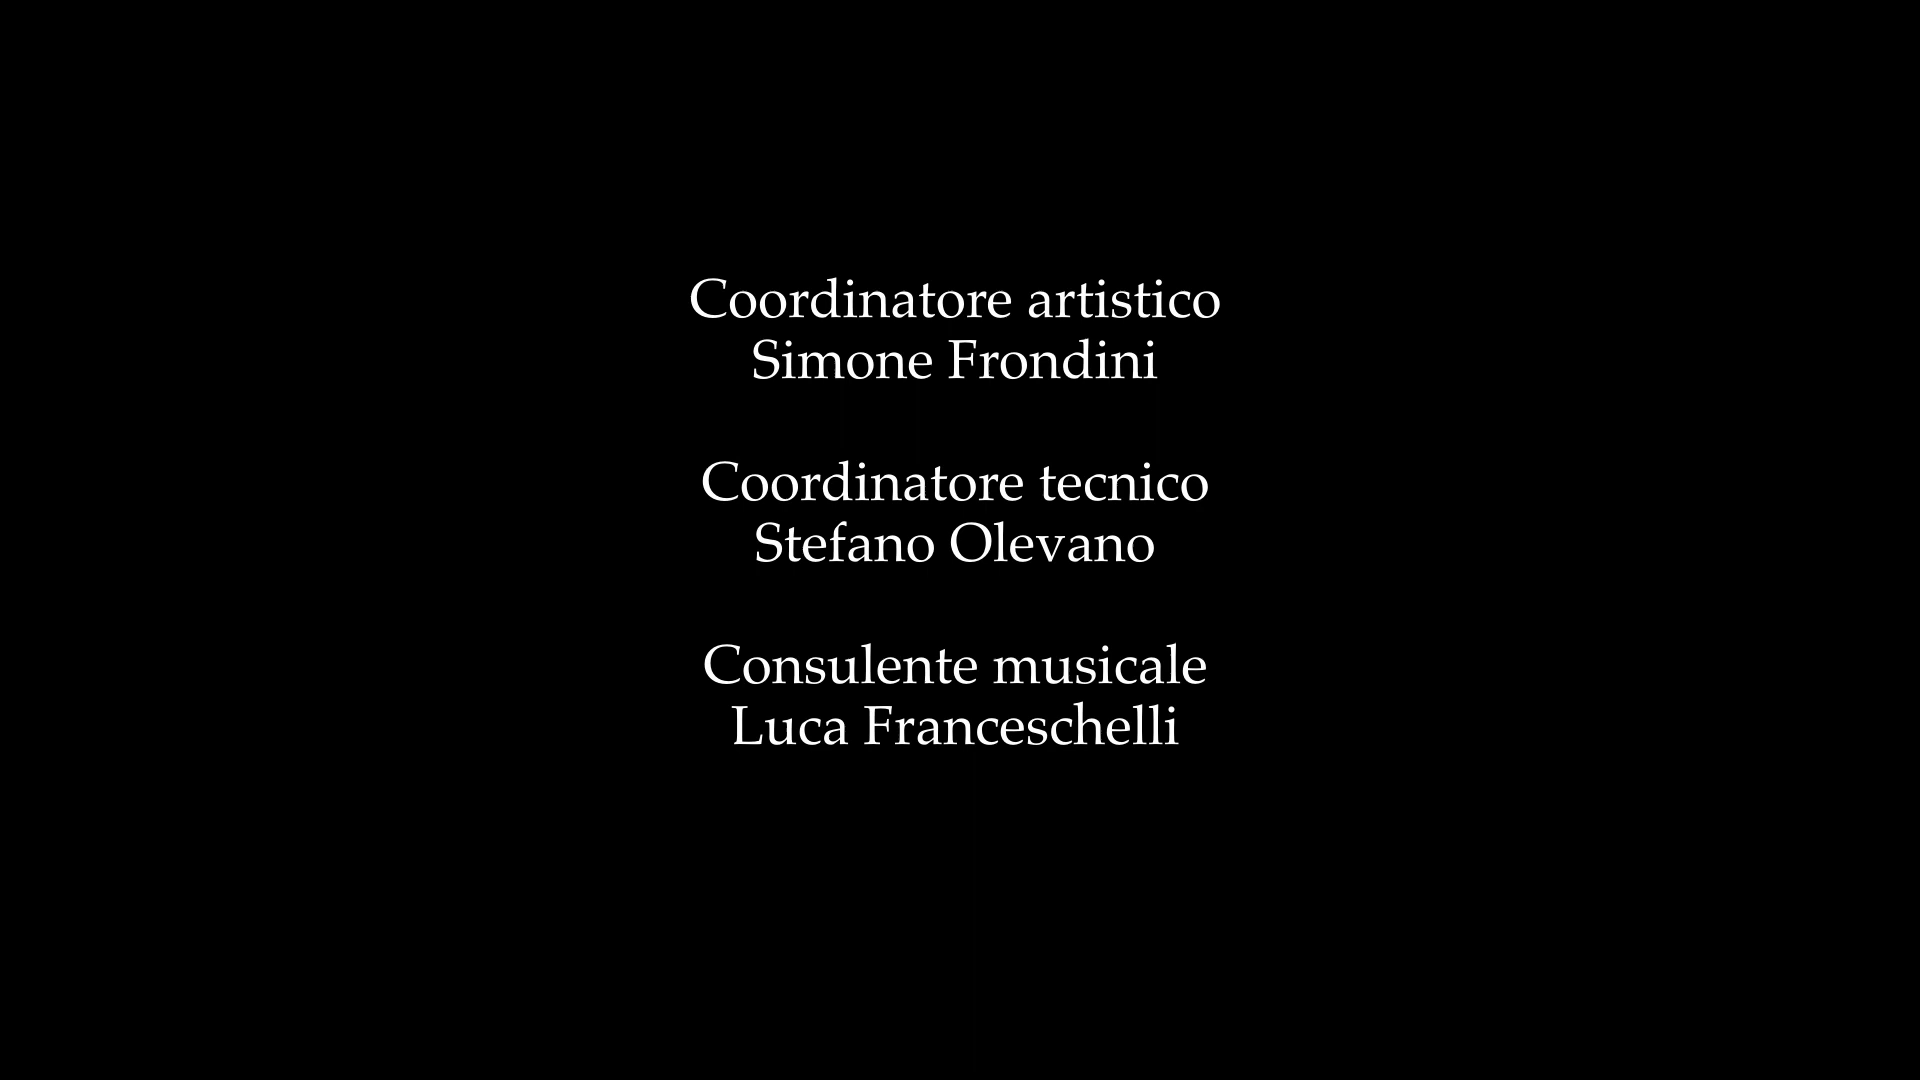 Coordinatore artistico
Simone Frondini
Coordinatore tecnico
Stefano Olevano
Consulente musicale
Luca Franceschelli